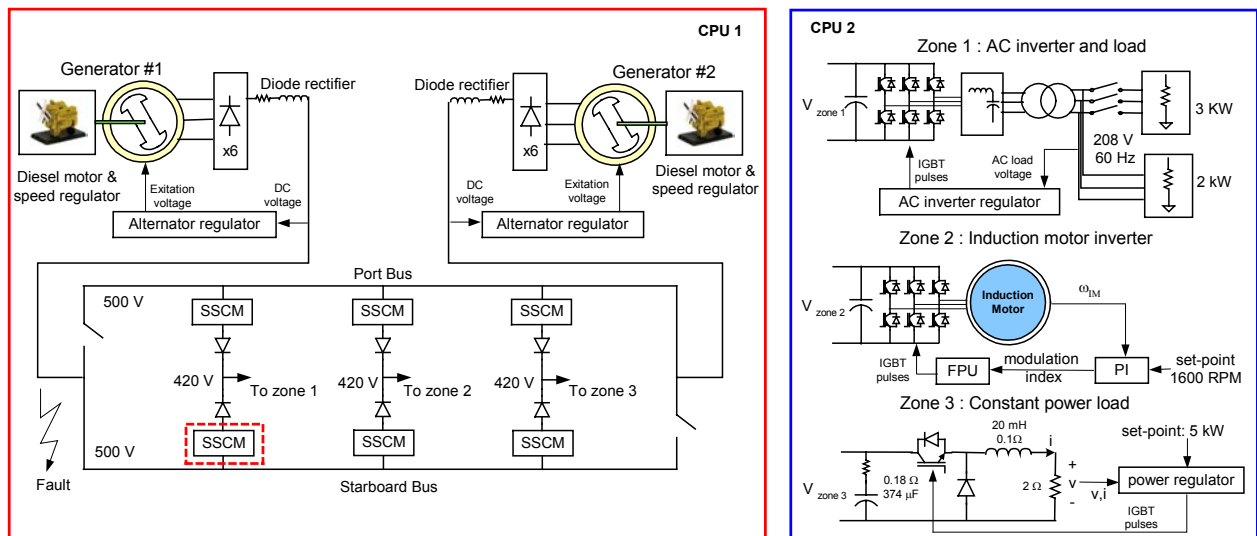 CPU 1
Generator #1
Diode rectifier
x6
Diesel motor &
speed regulator
Exitation
voltage
DC
voltage
Alternator regulator
Diode rectifier
Generator #2
x6
DC
voltage
Exitation
voltage
Diesel motor &
speed regulator
Alternator regulator
Port Bus
500 V
SSCM
SSCM
SSCM
420 V
To zone 1
420 V
To zone 2
420 V
To zone 3
SSCM
SSCM
SSCM
500 V
Fault
Starboard Bus
CPU 2
Zone 1 : AC inverter and load
V zone 1
3 KW
208 V
60 Hz
IGBT
pulses
AC load
voltage
2 kW
AC inverter regulator
Zone 2 : Induction motor inverter
V zone 2
Induction
Motor
ωIM
IGBT
pulses
FPU
modulation
index
PI
set-point
1600 RPM
Zone 3 : Constant power load
20 mH
0.1Ω
i
set-point: 5 kW
V zone 3
0.18 Ω
374 μF
2 Ω
+
v
-
v,i
power regulator
IGBT
pulses